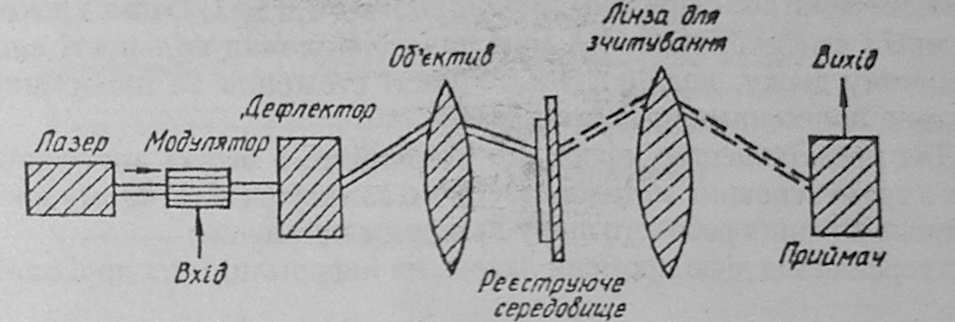 Лазер
Модулятор
Вхід
Дефлектор
Об'єктив
Реєструюче
середовище
Лінза для
зчитування
Вихід
Приймач